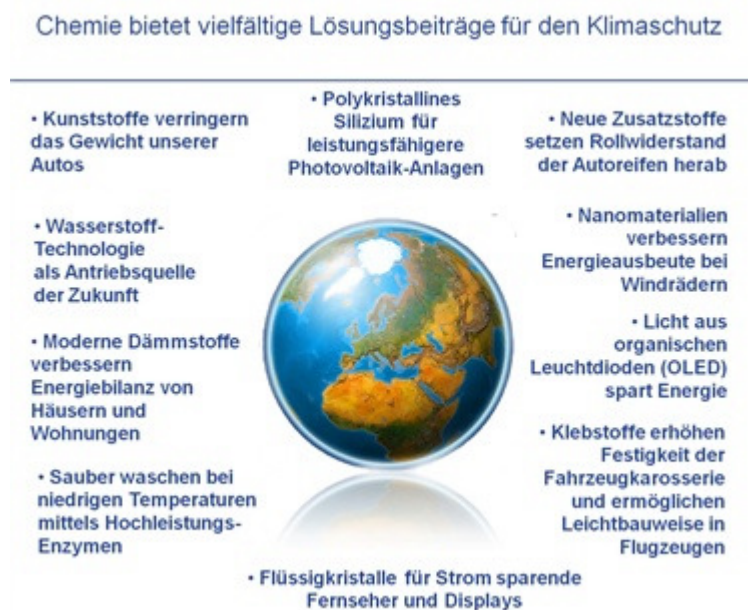 Chemie bietet vielfältige Lösungsbeiträge für den Klimaschutz
• Kunststoffe verringern
das Gewicht unserer
Autos
• Polykristallines
Silizium für
leistungsfähigere
Photovoltaik-Anlagen
• Neue Zusatzstoffe
setzen Rollwiderstand
der Autoreifen herab
• Wasserstoff-
Technologie
als Antriebsquelle
der Zukunft
• Nanomaterialien
verbessern
Energieausbeute bei
Windrädern
• Moderne Dämmstoffe
verbessern
Energiebilanz von
Häusern und
Wohnungen
• Licht aus
organischen
Leuchtdioden (OLED)
spart Energie
• Sauber waschen bei
niedrigen Temperaturen
mittels Hochleistungs-
Enzymen
• Klebstoffe erhöhen
Festigkeit der
Fahrzeugkarosserie
und ermöglichen
Leichtbauweise in
Flugzeugen
• Flüssigkristalle für Strom sparende
Fernseher und Displays